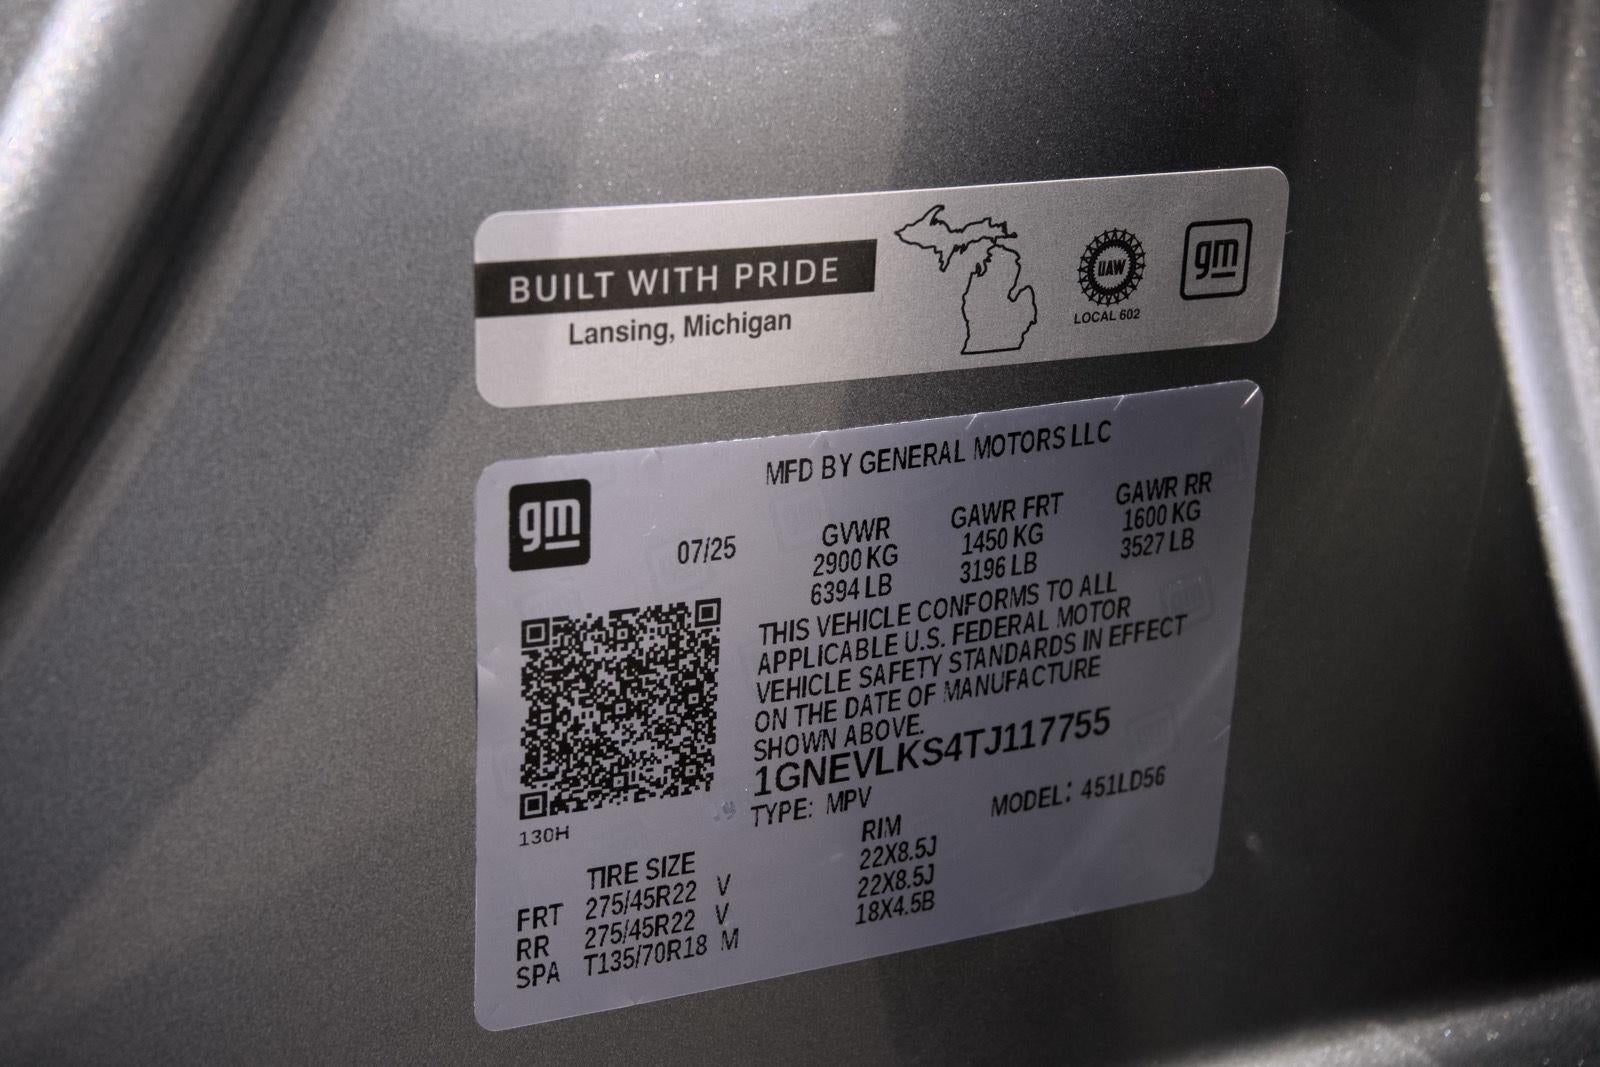 BUILT WITH PRIDE
Lansing, Michigan
UAW
LOCAL 602
gm
MFD BY GENERAL MOTORS LLC
gm
07/25
GVWR GAWR FRT GAWR RR
2900 KG 1450 KG 1600 KG
6394 LB 3196 LB 3527 LB
THIS VEHICLE CONFORMS TO ALL
APPLICABLE U.S. FEDERAL MOTOR
VEHICLE SAFETY STANDARDS IN EFFECT
ON THE DATE OF MANUFACTURE
SHOWN ABOVE.
1GNEVLKS4TJ117755
TYPE: MPV MODEL: 451LD56
130H
TIRE SIZE RIM
FRT 275/45R22 V 22X8.5J
RR 275/45R22 V 22X8.5J
SPA T135/70R18 M 18X4.5B